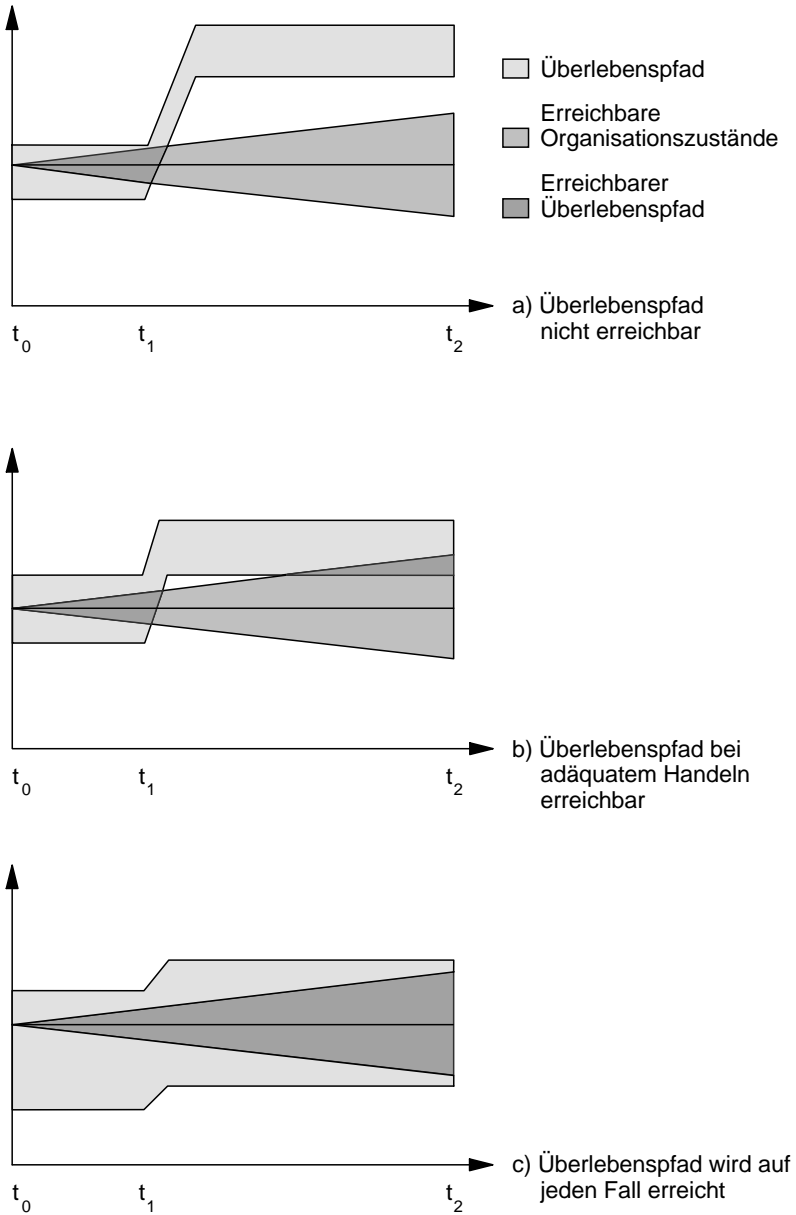 Überlebenspfad
Erreichbare
Organisationszustände
Erreichbarer
Überlebenspfad
a) Überlebenspfad
nicht erreichbar
t0 t1 t2
b) Überlebenspfad bei
adäquatem Handeln
erreichbar
t0 t1 t2
c) Überlebenspfad wird auf
jeden Fall erreicht
t0 t1 t2